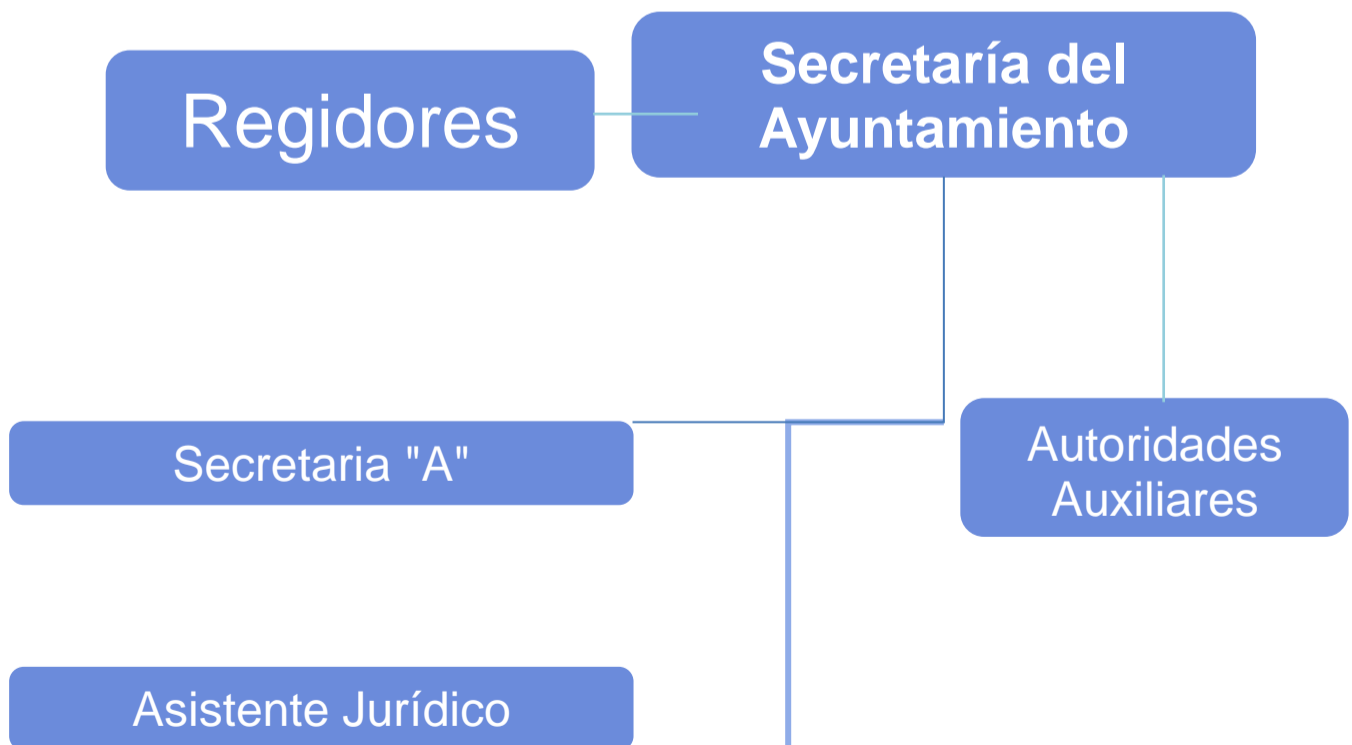 Regidores
Secretaría del
Ayuntamiento
Secretaria "A"
Autoridades
Auxiliares
Asistente Jurídico